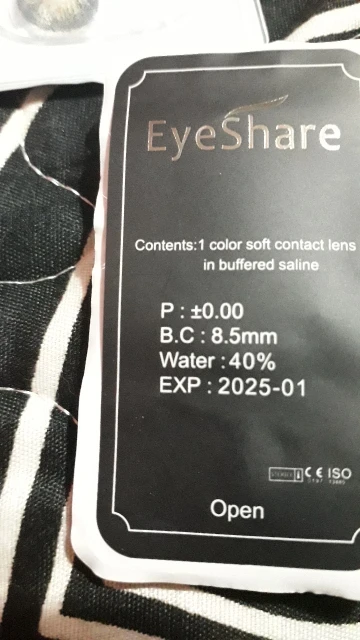 EyeShare
Contents:1 color soft contact lens
in buffered saline
P : ±0.00
B.C : 8.5mm
Water : 40%
EXP : 2025-01
CE ISO
Open